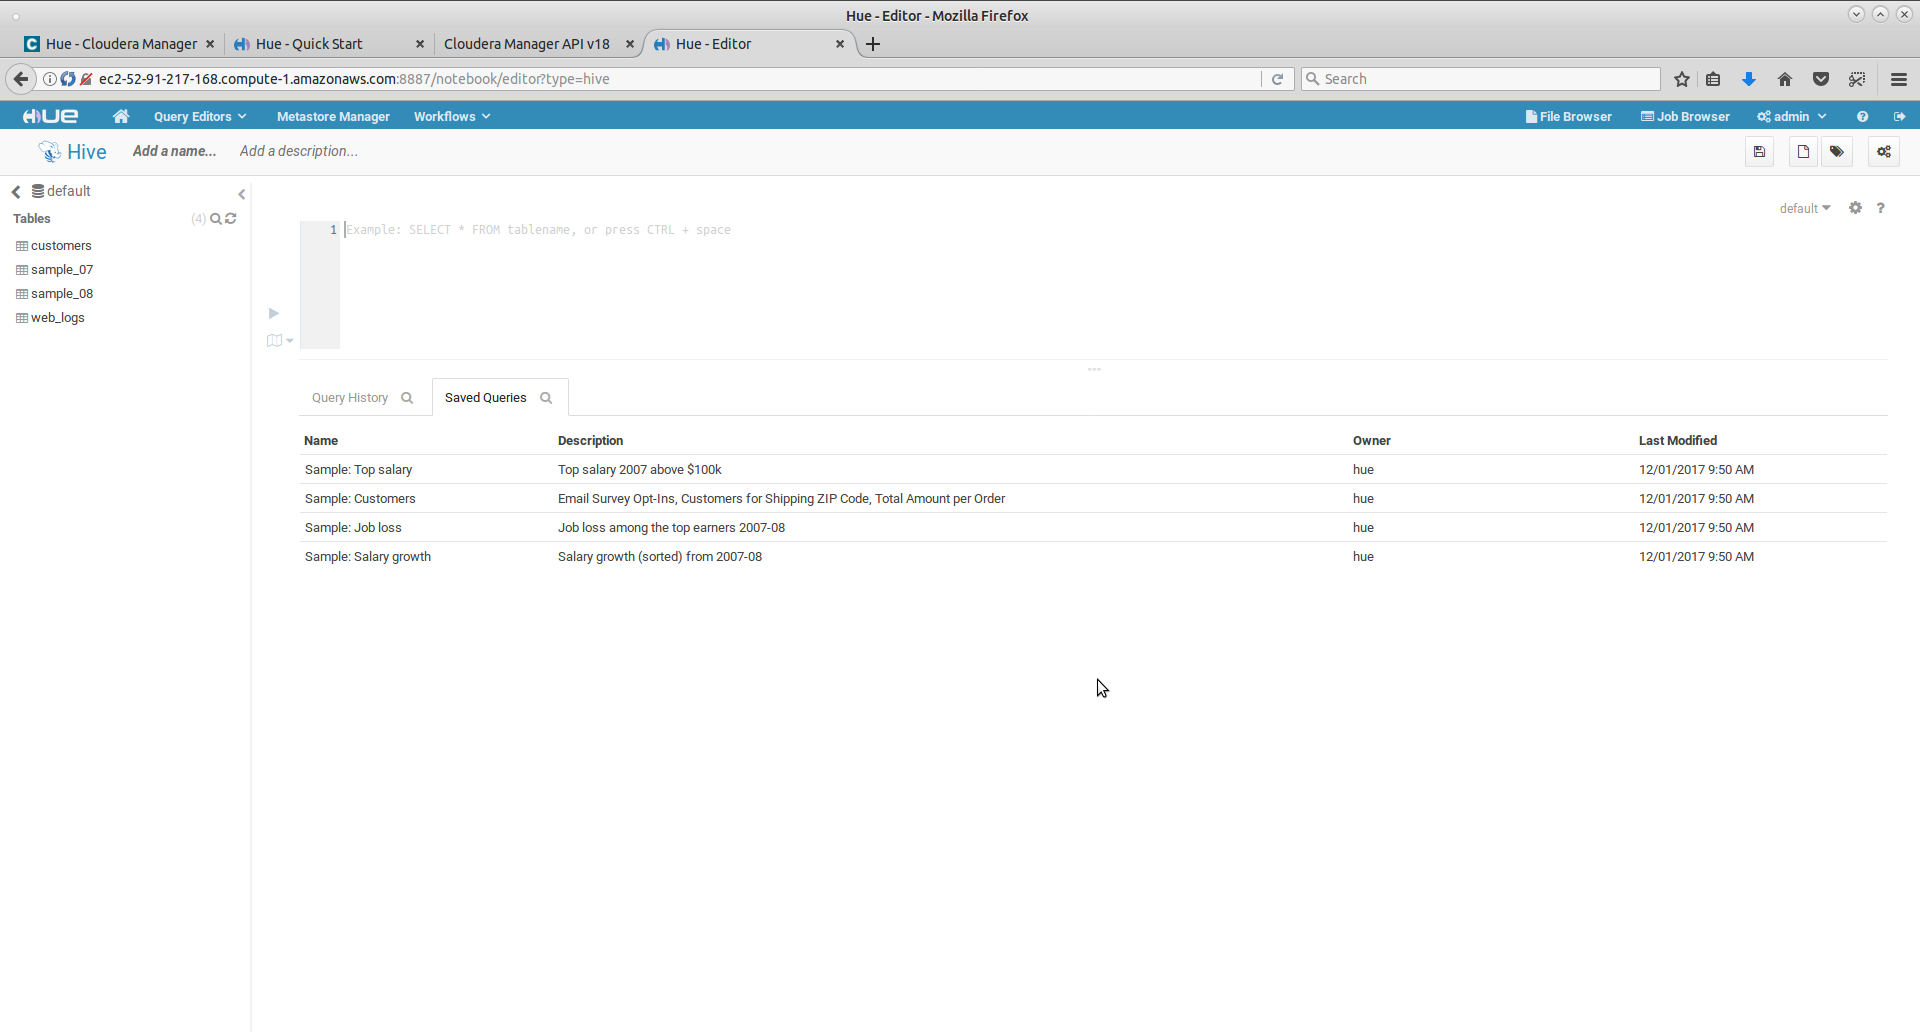 Hue - Editor - Mozilla Firefox
Hue - Cloudera Manager
Hue - Quick Start
Cloudera Manager API v18
Hue - Editor
ec2-52-91-217-168.compute-1.amazonaws.com:8887/notebook/editor?type=hive
Search
HUE
Query Editors
Metastore Manager
Workflows
File Browser
Job Browser
admin
?
Hive
Add a name...
Add a description...
default
Tables
(4)
customers
sample_07
sample_08
web_logs
default
?
1
Example: SELECT * FROM tablename, or press CTRL + space
Query History
Saved Queries
Name Description Owner Last Modified
Sample: Top salary Top salary 2007 above $100k hue 12/01/2017 9:50 AM
Sample: Customers Email Survey Opt-Ins, Customers for Shipping ZIP Code, Total Amount per Order hue 12/01/2017 9:50 AM
Sample: Job loss Job loss among the top earners 2007-08 hue 12/01/2017 9:50 AM
Sample: Salary growth Salary growth (sorted) from 2007-08 hue 12/01/2017 9:50 AM